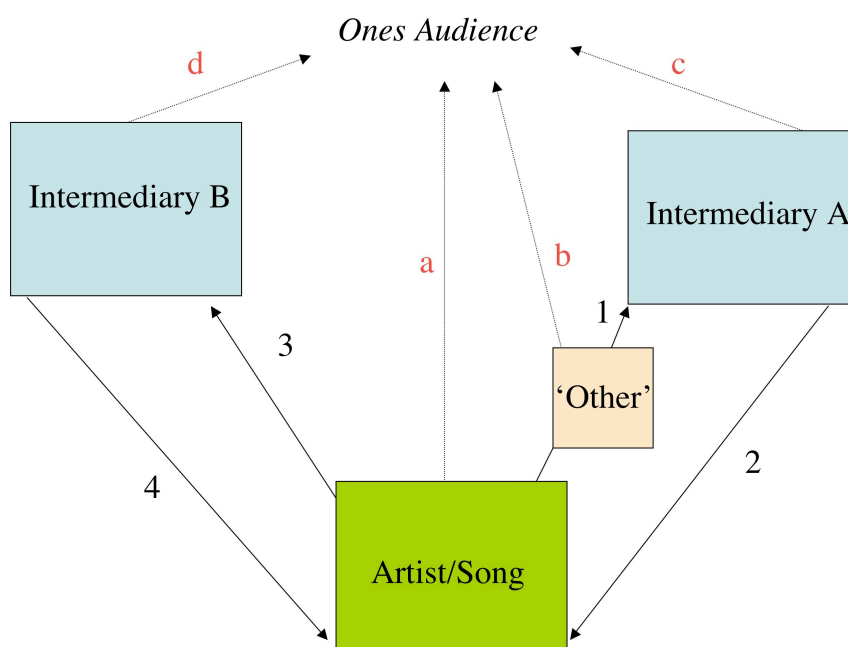 Ones Audience
d
c
Intermediary B
Intermediary A
a
b
1
3
‘Other’
4
2
Artist/Song